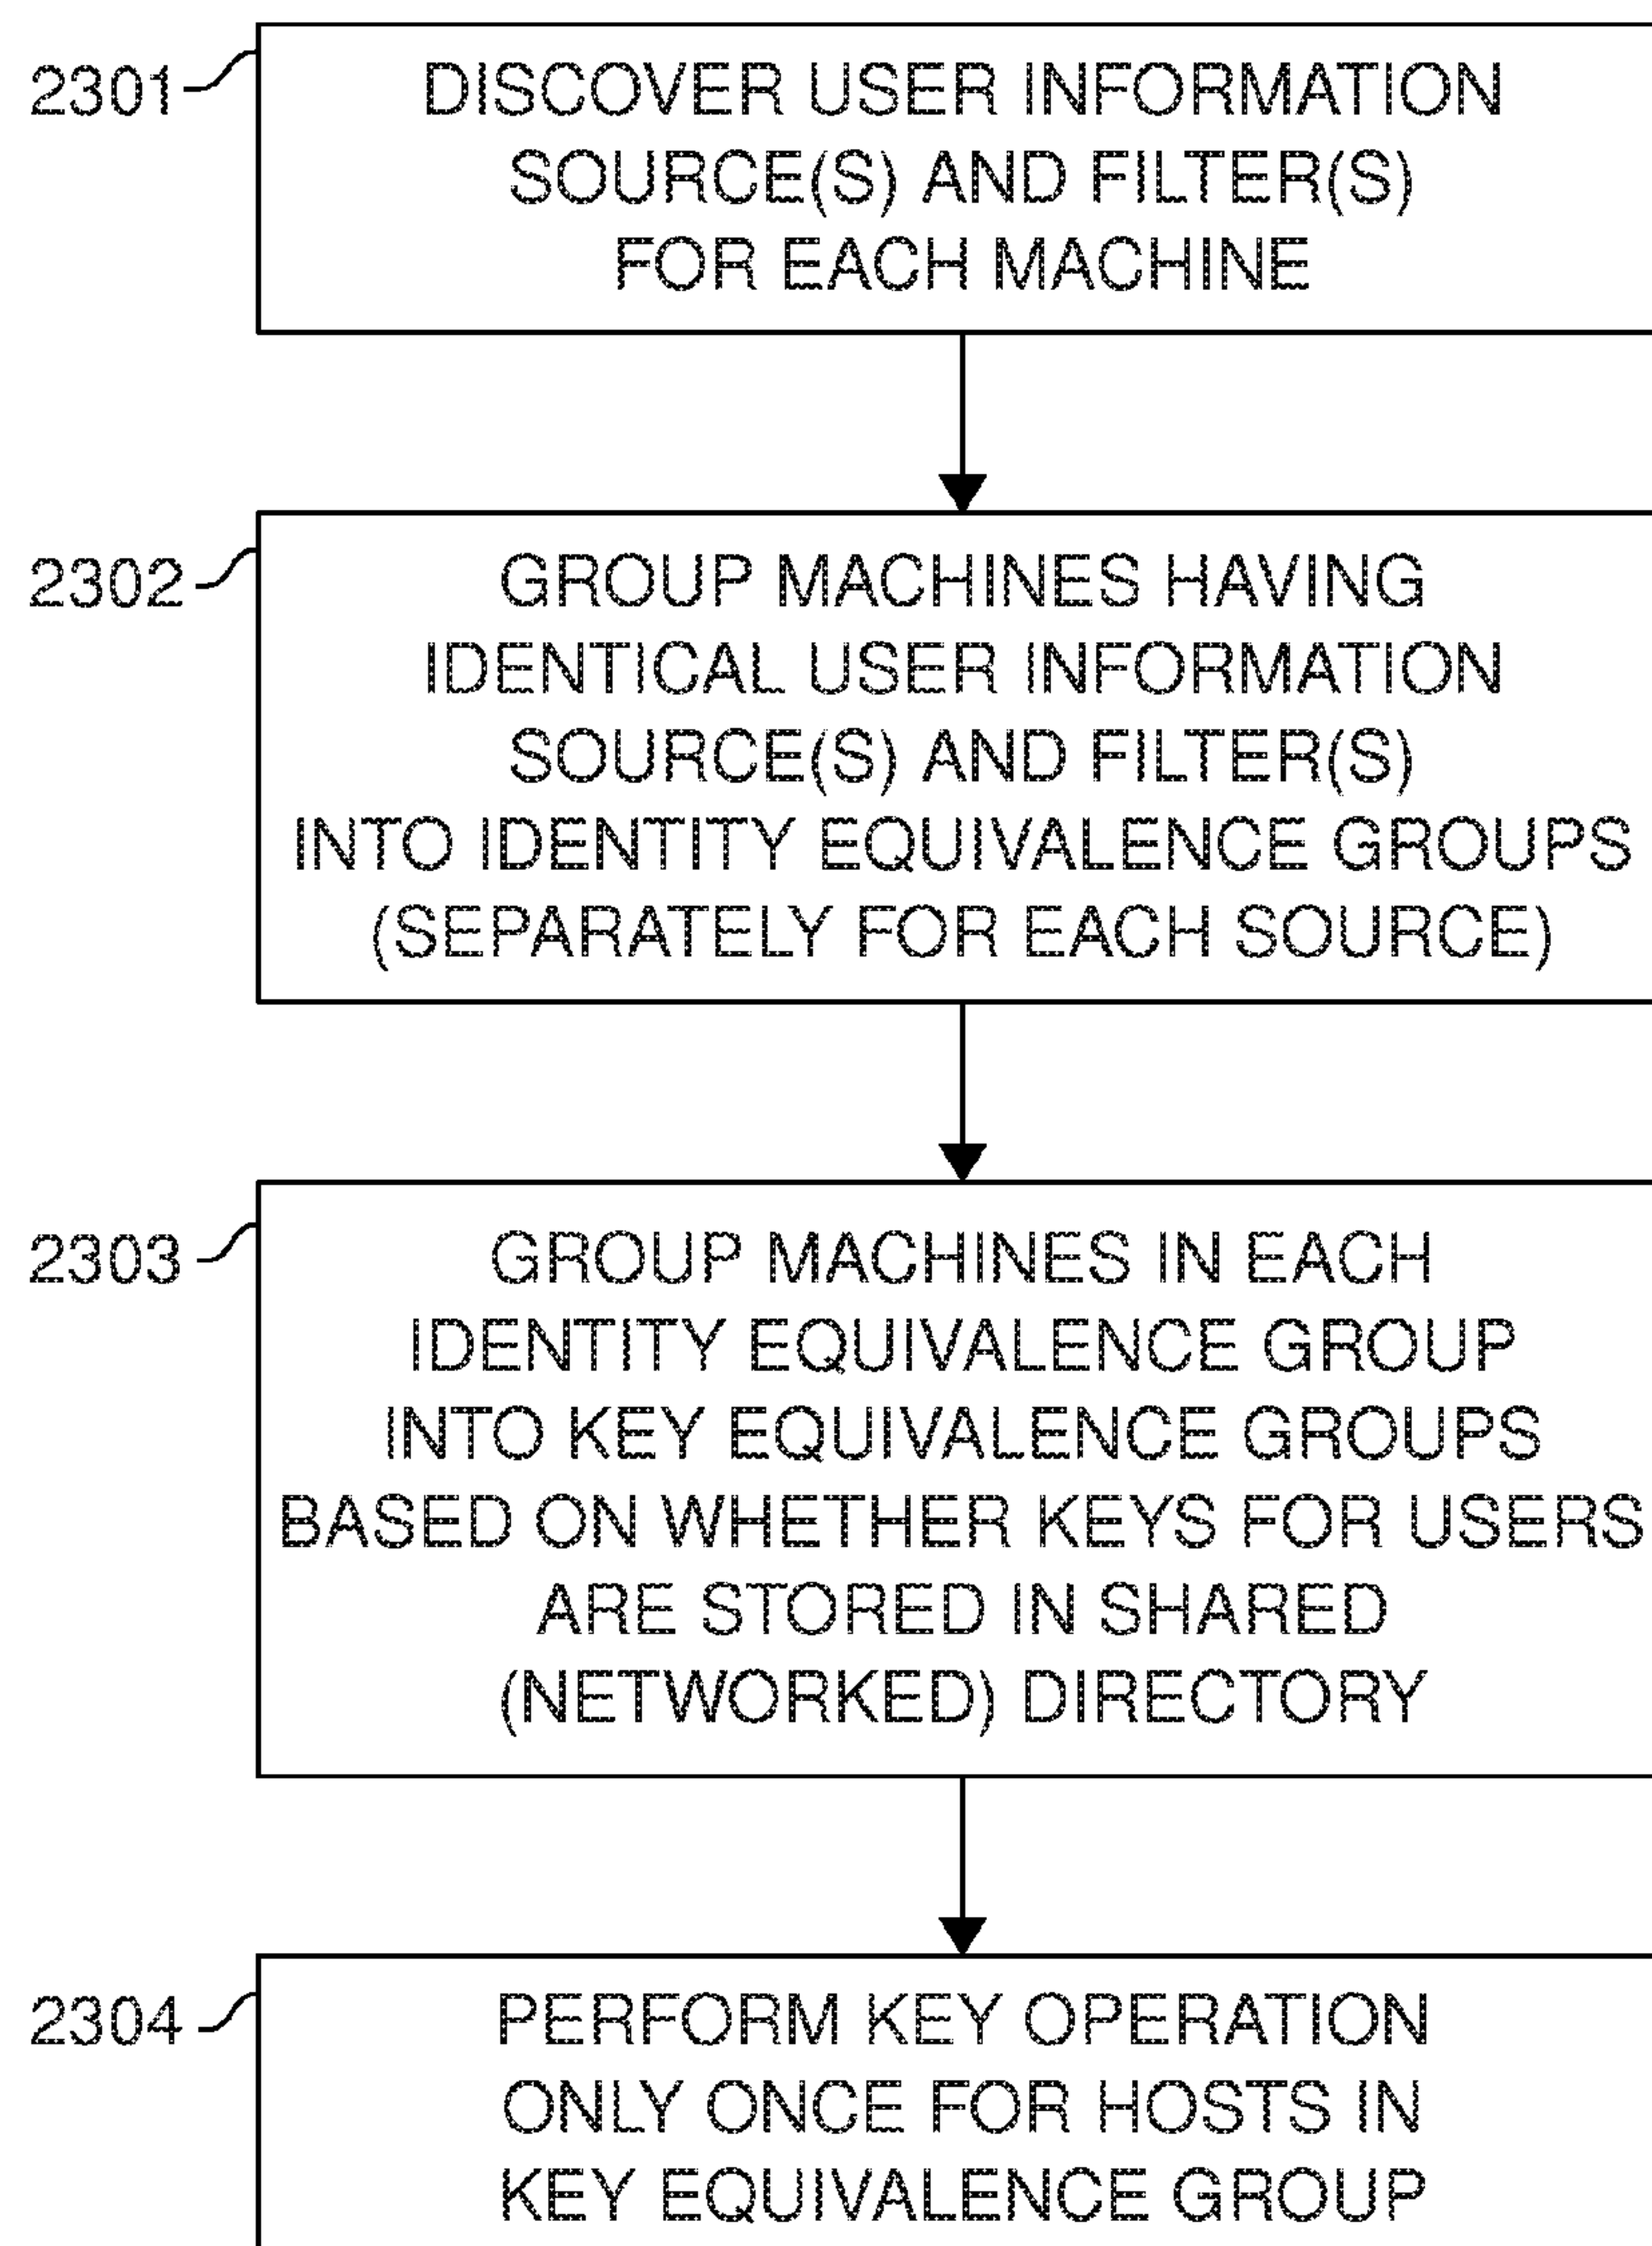 2301
DISCOVER USER INFORMATION
SOURCE(S) AND FILTER(S)
FOR EACH MACHINE
2302
GROUP MACHINES HAVING
IDENTICAL USER INFORMATION
SOURCE(S) AND FILTER(S)
INTO IDENTITY EQUIVALENCE GROUPS
(SEPARATELY FOR EACH SOURCE)
2303
GROUP MACHINES IN EACH
IDENTITY EQUIVALENCE GROUP
INTO KEY EQUIVALENCE GROUPS
BASED ON WHETHER KEYS FOR USERS
ARE STORED IN SHARED
(NETWORKED) DIRECTORY
2304
PERFORM KEY OPERATION
ONLY ONCE FOR HOSTS IN
KEY EQUIVALENCE GROUP